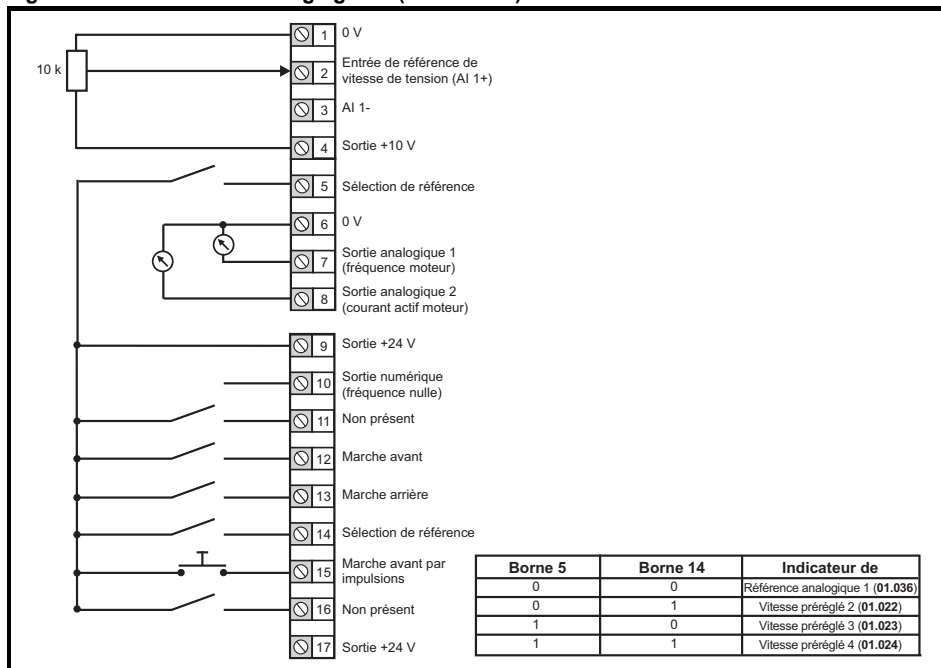 1 0 V
10 k
2 Entrée de référence de
vitesse de tension (AI 1+)
3 AI 1-
4 Sortie +10 V
5 Sélection de référence
6 0 V
7 Sortie analogique 1
(fréquence moteur)
8 Sortie analogique 2
(courant actif moteur)
9 Sortie +24 V
10 Sortie numérique
(fréquence nulle)
11 Non présent
12 Marche avant
13 Marche arrière
14 Sélection de référence
15 Marche avant par
impulsions
16 Non présent
17 Sortie +24 V
Borne 5 Borne 14 Indicateur de
0 0 Référence analogique 1 (01.036)
0 1 Vitesse préréglé 2 (01.022)
1 0 Vitesse préréglé 3 (01.023)
1 1 Vitesse préréglé 4 (01.024)